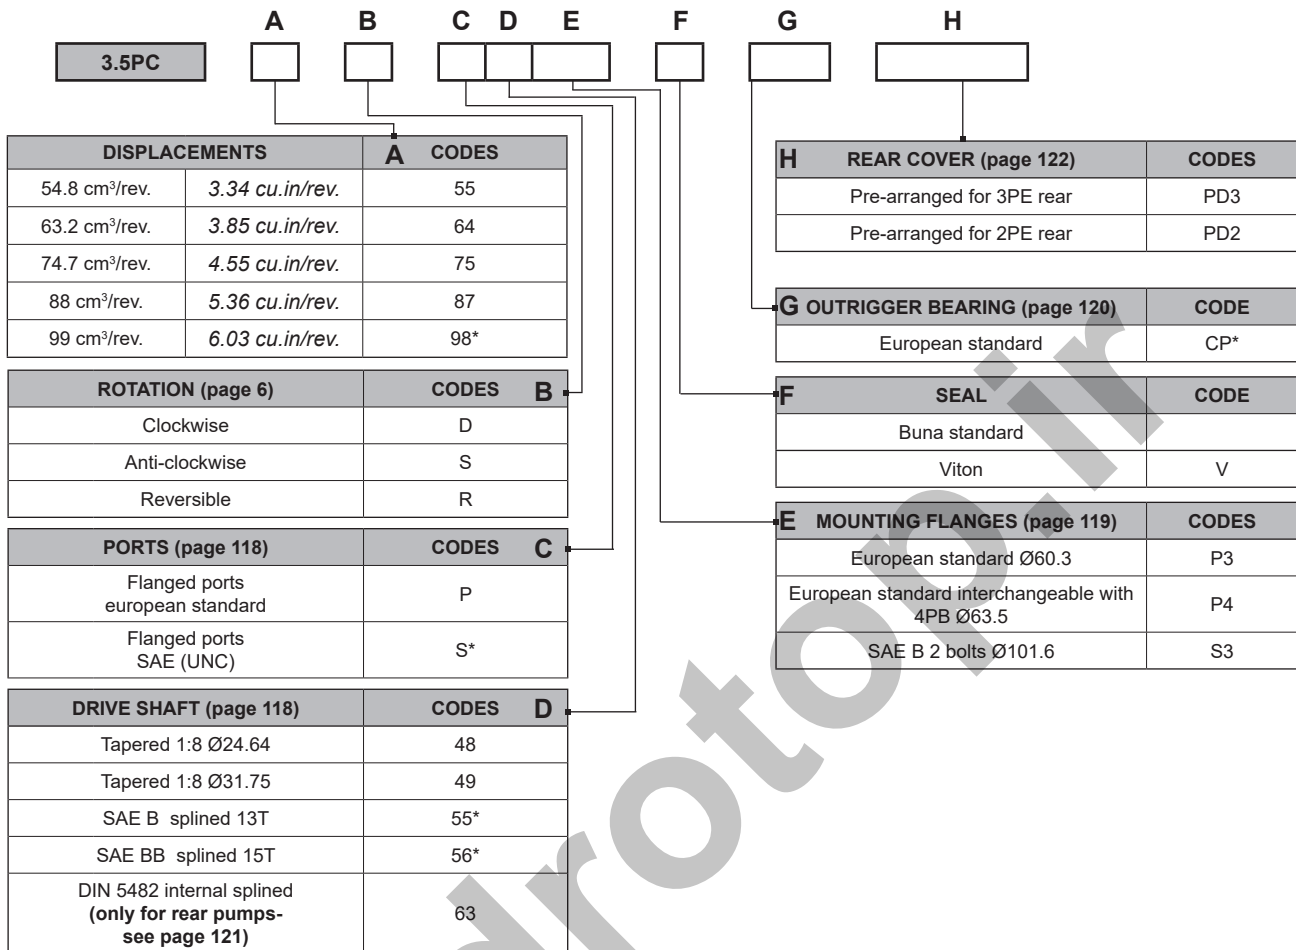 A B C D E F G H
3.5PC
DISPLACEMENTS A CODES
54.8 cm³/rev. 3.34 cu.in/rev. 55
63.2 cm³/rev. 3.85 cu.in/rev. 64
74.7 cm³/rev. 4.55 cu.in/rev. 75
88 cm³/rev. 5.36 cu.in/rev. 87
99 cm³/rev. 6.03 cu.in/rev. 98*
ROTATION (page 6) CODES B
Clockwise D
Anti-clockwise S
Reversible R
PORTS (page 118) CODES C
Flanged ports
european standard P
Flanged ports
SAE (UNC) S*
DRIVE SHAFT (page 118) CODES D
Tapered 1:8 Ø24.64 48
Tapered 1:8 Ø31.75 49
SAE B splined 13T 55*
SAE BB splined 15T 56*
DIN 5482 internal splined
(only for rear pumps-
see page 121) 63
H REAR COVER (page 122) CODES
Pre-arranged for 3PE rear PD3
Pre-arranged for 2PE rear PD2
G OUTRIGGER BEARING (page 120) CODE
European standard CP*
F SEAL CODE
Buna standard
Viton V
E MOUNTING FLANGES (page 119) CODES
European standard Ø60.3 P3
European standard interchangeable with
4PB Ø63.5 P4
SAE B 2 bolts Ø101.6 S3
drotop.ir